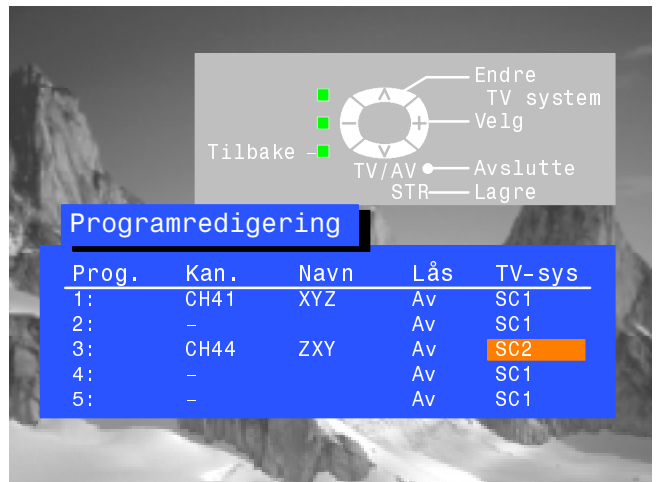 Endre
TV system
Velg
Tilbake
TV/AV Avslutte
STR Lagre
Programredigering
Prog. Kan. Navn Lås TV-sys
1: CH41 XYZ Av SC1
2: – Av SC1
3: CH44 ZXY Av SC2
4: – Av SC1
5: – Av SC1